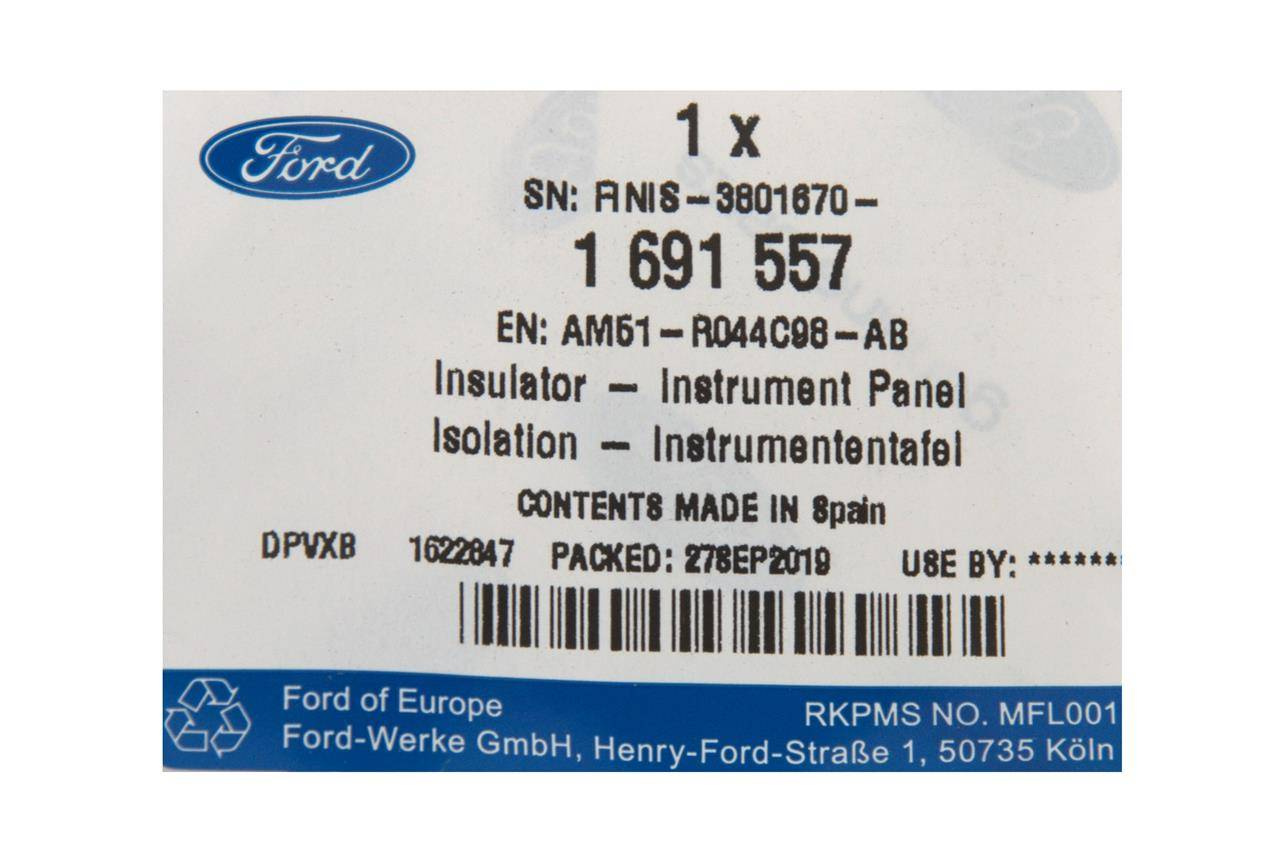 Ford
1 x
SN: FINIS-3801670-
1 691 557
EN: AM51-R044C98-AB
Insulator - Instrument Panel
Isolation - Instrumententafel
CONTENTS MADE IN Spain
DPVXB 1622847 PACKED: 27SEP2019 USE BY: *******
Ford of Europe
RKPMS NO. MFL001
Ford-Werke GmbH, Henry-Ford-Straße 1, 50735 Köln